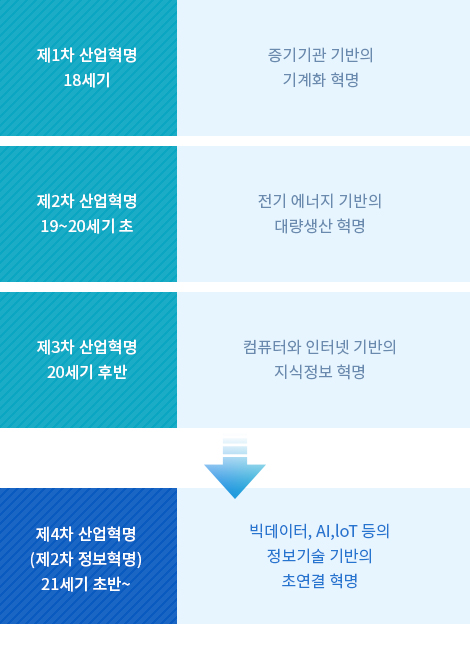 제1차 산업혁명
18세기
증기기관 기반의
기계화 혁명
제2차 산업혁명
19~20세기 초
전기 에너지 기반의
대량생산 혁명
제3차 산업혁명
20세기 후반
컴퓨터와 인터넷 기반의
지식정보 혁명
제4차 산업혁명
(제2차 정보혁명)
21세기 초반~
빅데이터, AI,loT 등의
정보기술 기반의
초연결 혁명